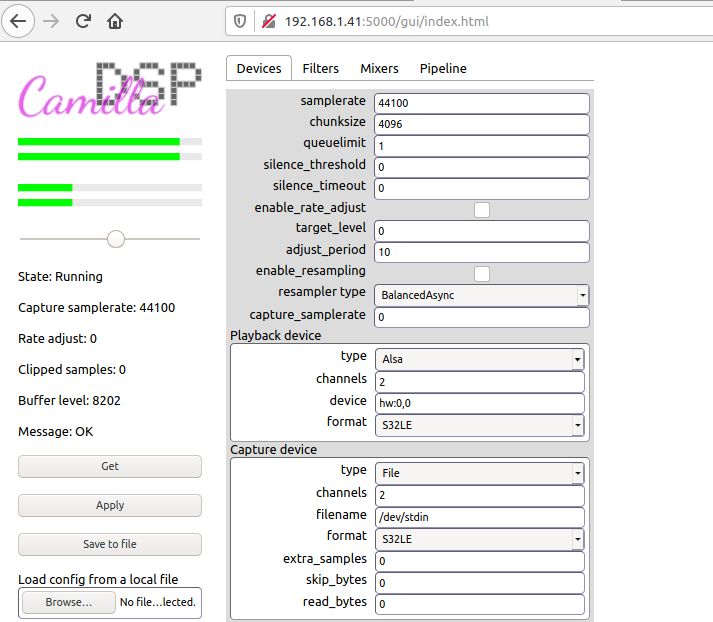 192.168.1.41:5000/gui/index.html
CamillaDSP
State: Running
Capture samplerate: 44100
Rate adjust: 0
Clipped samples: 0
Buffer level: 8202
Message: OK
Get
Apply
Save to file
Load config from a local file
Browse... No file...lected.
Devices Filters Mixers Pipeline
samplerate 44100
chunksize 4096
queuelimit 1
silence_threshold 0
silence_timeout 0
enable_rate_adjust
target_level 0
adjust_period 10
enable_resampling
resampler type BalancedAsync
capture_samplerate 0
Playback device
type Alsa
channels 2
device hw:0,0
format S32LE
Capture device
type File
channels 2
filename /dev/stdin
format S32LE
extra_samples 0
skip_bytes 0
read_bytes 0